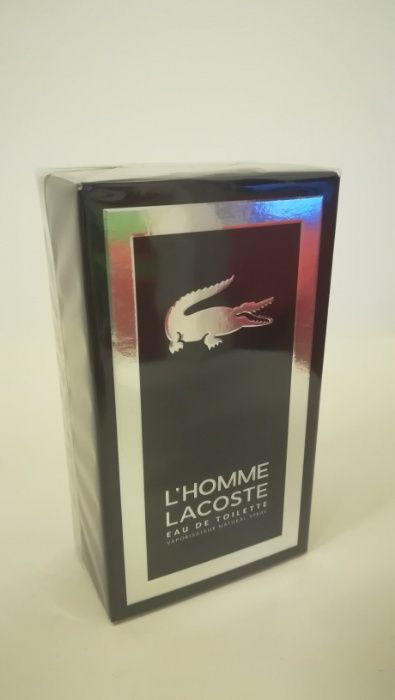 L'HOMME
LACOSTE
EAU DE TOILETTE
VAPORISATEUR NATURAL SPRAY